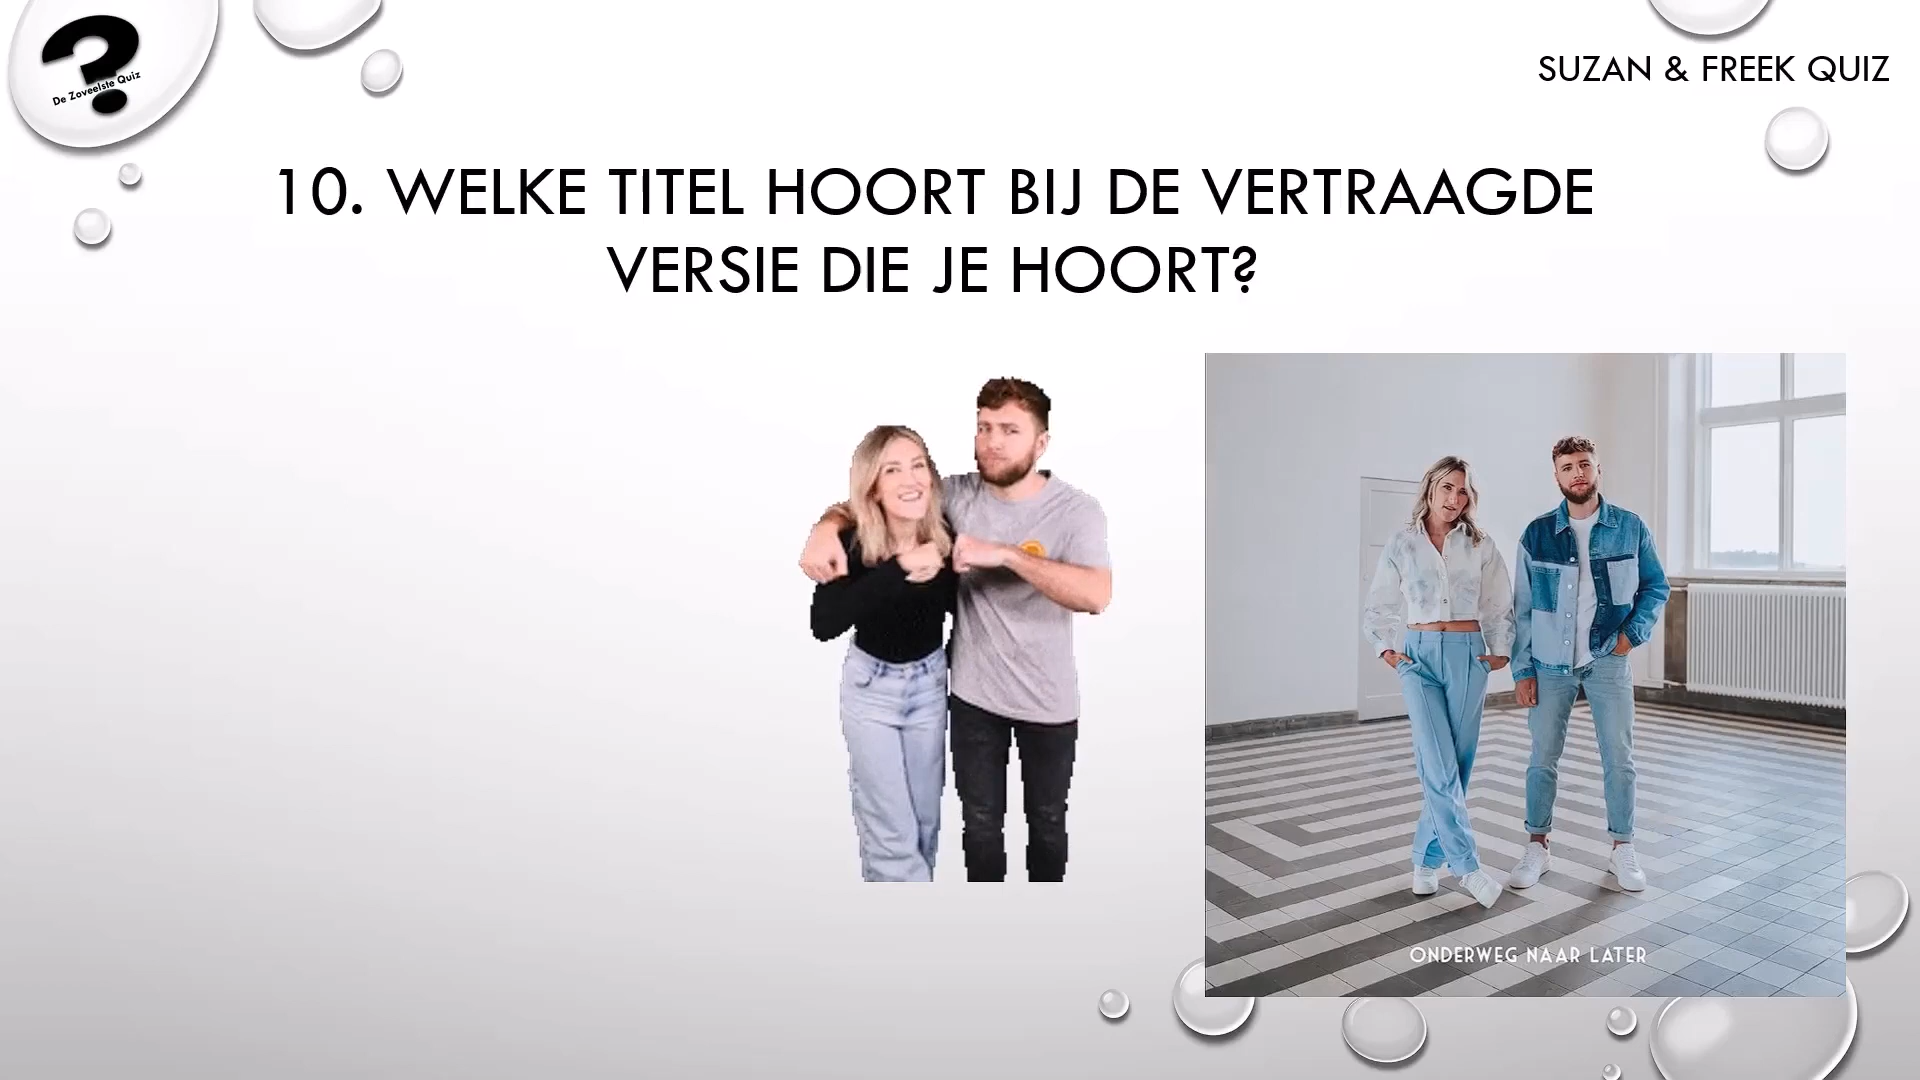 De Zoveelste Quiz
SUZAN & FREEK QUIZ
10. WELKE TITEL HOORT BIJ DE VERTRAAGDE
VERSIE DIE JE HOORT?
ONDERWEG NAAR LATER